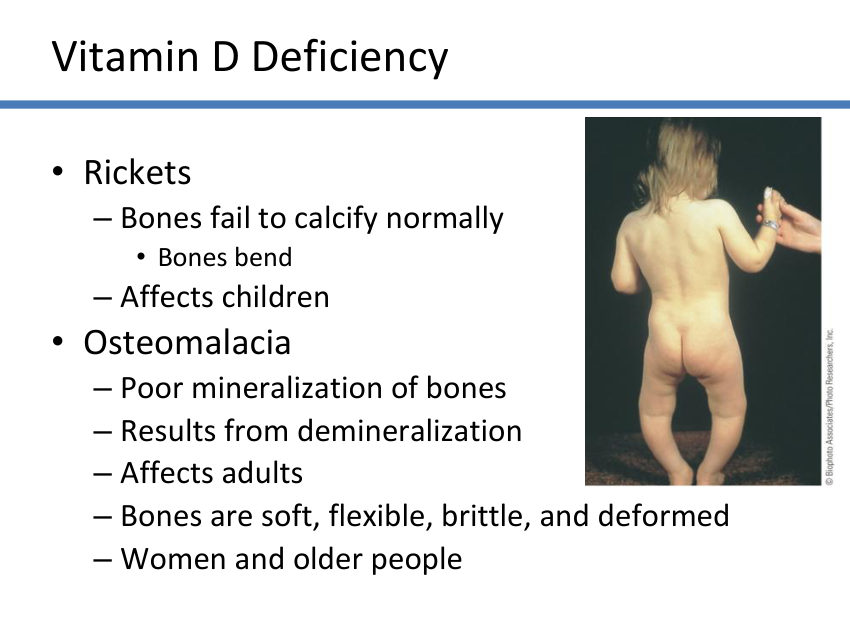 Vitamin D Deficiency
• Rickets
– Bones fail to calcify normally
• Bones bend
– Affects children
• Osteomalacia
– Poor mineralization of bones
– Results from demineralization
– Affects adults
– Bones are soft, flexible, brittle, and deformed
– Women and older people
© Biophoto Associates/Photo Researchers, Inc.